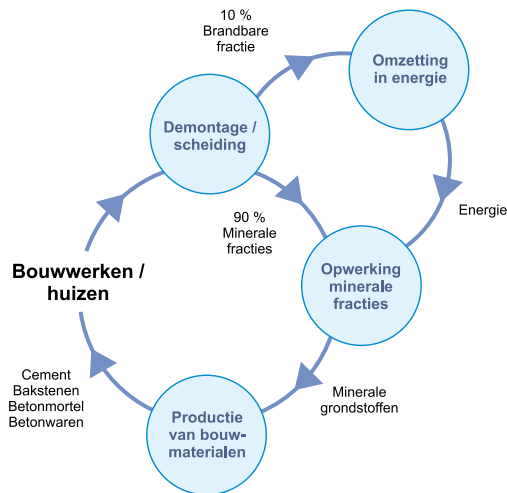 10 %
Brandbare
fractie
Omzetting
in energie
Demontage /
scheiding
90 %
Minerale
fracties
Energie
Bouwwerken /
huizen
Opwerking
minerale
fracties
Cement
Bakstenen
Betonmortel
Betonwaren
Minerale
grondstoffen
Productie
van bouw-
materialen